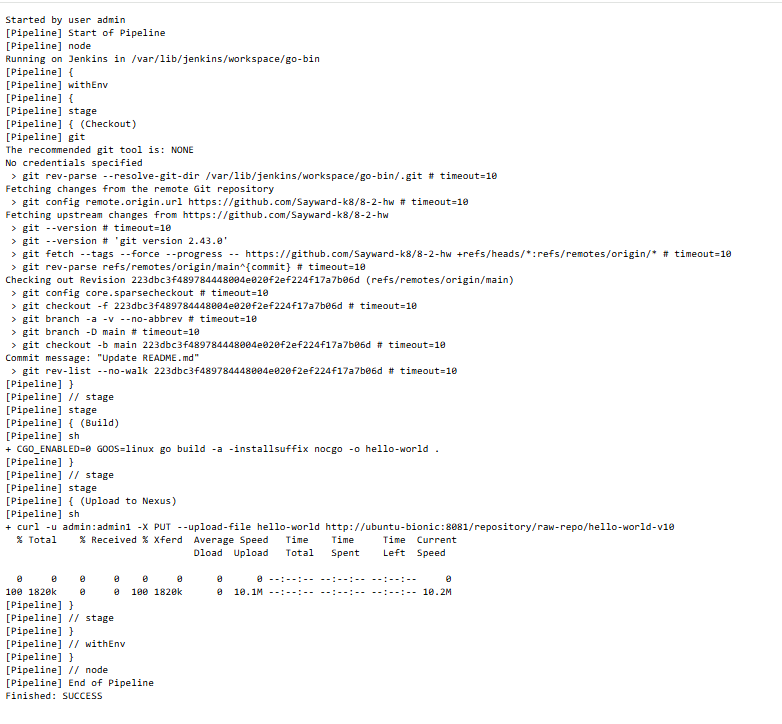 Started by user admin
[Pipeline] Start of Pipeline
[Pipeline] node
Running on Jenkins in /var/lib/jenkins/workspace/go-bin
[Pipeline] {
[Pipeline] withEnv
[Pipeline] {
[Pipeline] stage
[Pipeline] { (Checkout)
[Pipeline] git
The recommended git tool is: NONE
No credentials specified
 > git rev-parse --resolve-git-dir /var/lib/jenkins/workspace/go-bin/.git # timeout=10
Fetching changes from the remote Git repository
 > git config remote.origin.url https://github.com/Sayward-k8/8-2-hw # timeout=10
Fetching upstream changes from https://github.com/Sayward-k8/8-2-hw
 > git --version # timeout=10
 > git --version # 'git version 2.43.0'
 > git fetch --tags --force --progress -- https://github.com/Sayward-k8/8-2-hw +refs/heads/*:refs/remotes/origin/* # timeout=10
 > git rev-parse refs/remotes/origin/main^{commit} # timeout=10
Checking out Revision 223dbc3f489784448004e020f2ef224f17a7b06d (refs/remotes/origin/main)
 > git config core.sparsecheckout # timeout=10
 > git checkout -f 223dbc3f489784448004e020f2ef224f17a7b06d # timeout=10
 > git branch -a -v --no-abbrev # timeout=10
 > git branch -D main # timeout=10
 > git checkout -b main 223dbc3f489784448004e020f2ef224f17a7b06d # timeout=10
Commit message: "Update README.md"
 > git rev-list --no-walk 223dbc3f489784448004e020f2ef224f17a7b06d # timeout=10
[Pipeline] }
[Pipeline] // stage
[Pipeline] stage
[Pipeline] { (Build)
[Pipeline] sh
+ CGO_ENABLED=0 GOOS=linux go build -a -installsuffix nocgo -o hello-world .
[Pipeline] }
[Pipeline] // stage
[Pipeline] stage
[Pipeline] { (Upload to Nexus)
[Pipeline] sh
+ curl -u admin:admin1 -X PUT --upload-file hello-world http://ubuntu-bionic:8081/repository/raw-repo/hello-world-v10
  % Total    % Received % Xferd  Average Speed   Time    Time     Time  Current
                                 Dload  Upload   Total   Spent    Left  Speed
  0     0    0     0    0     0      0      0 --:--:-- --:--:-- --:--:--     0
100 1820k    0     0  100 1820k      0  10.1M --:--:-- --:--:-- --:--:-- 10.2M
[Pipeline] }
[Pipeline] // stage
[Pipeline] }
[Pipeline] // withEnv
[Pipeline] }
[Pipeline] // node
[Pipeline] End of Pipeline
Finished: SUCCESS